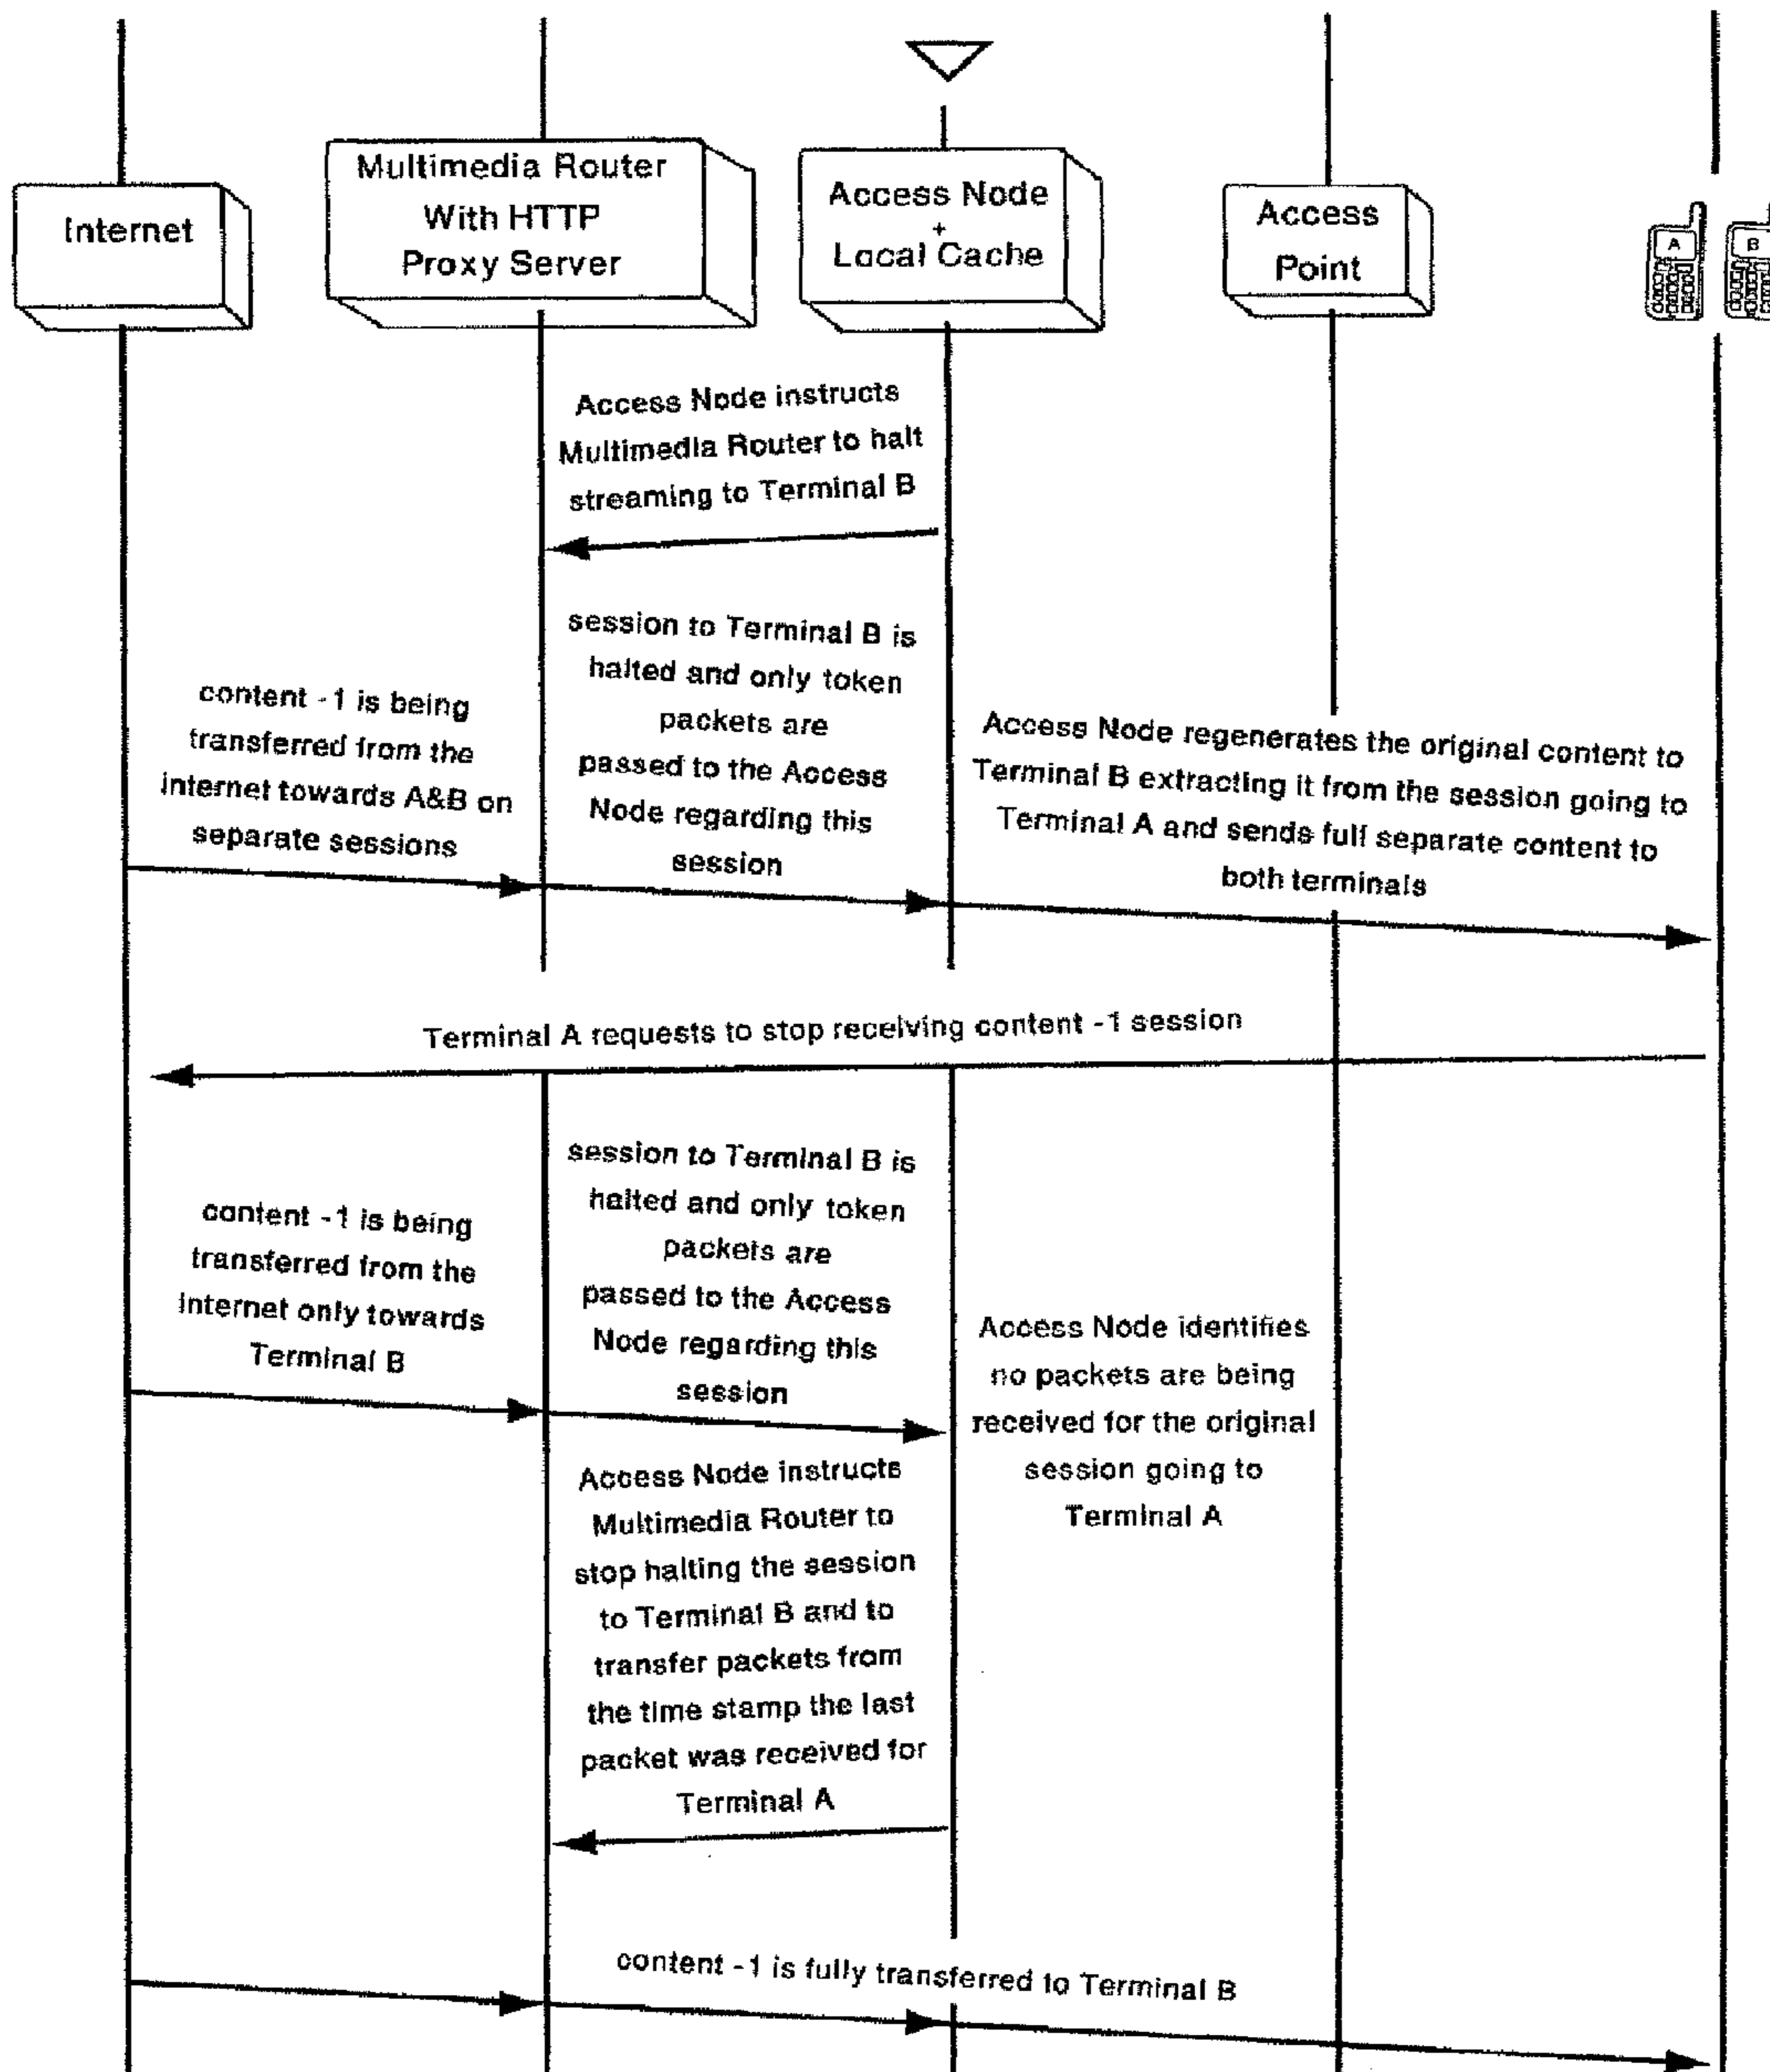 Internet
Multimedia Router
With HTTP
Proxy Server
Access Node
+
Local Cache
Access
Point
A
B
Access Node instructs
Multimedia Router to halt
streaming to Terminal B
content -1 is being
transferred from the
internet towards A&B on
separate sessions
session to Terminal B is
halted and only token
packets are
passed to the Access
Node regarding this
session
Access Node regenerates the original content to
Terminal B extracting it from the session going to
Terminal A and sends full separate content to
both terminals
Terminal A requests to stop receiving content -1 session
content -1 is being
transferred from the
internet only towards
Terminal B
session to Terminal B is
halted and only token
packets are
passed to the Access
Node regarding this
session
Access Node identifies
no packets are being
received for the original
session going to
Terminal A
Access Node instructs
Multimedia Router to
stop halting the session
to Terminal B and to
transfer packets from
the time stamp the last
packet was received for
Terminal A
content -1 is fully transferred to Terminal B